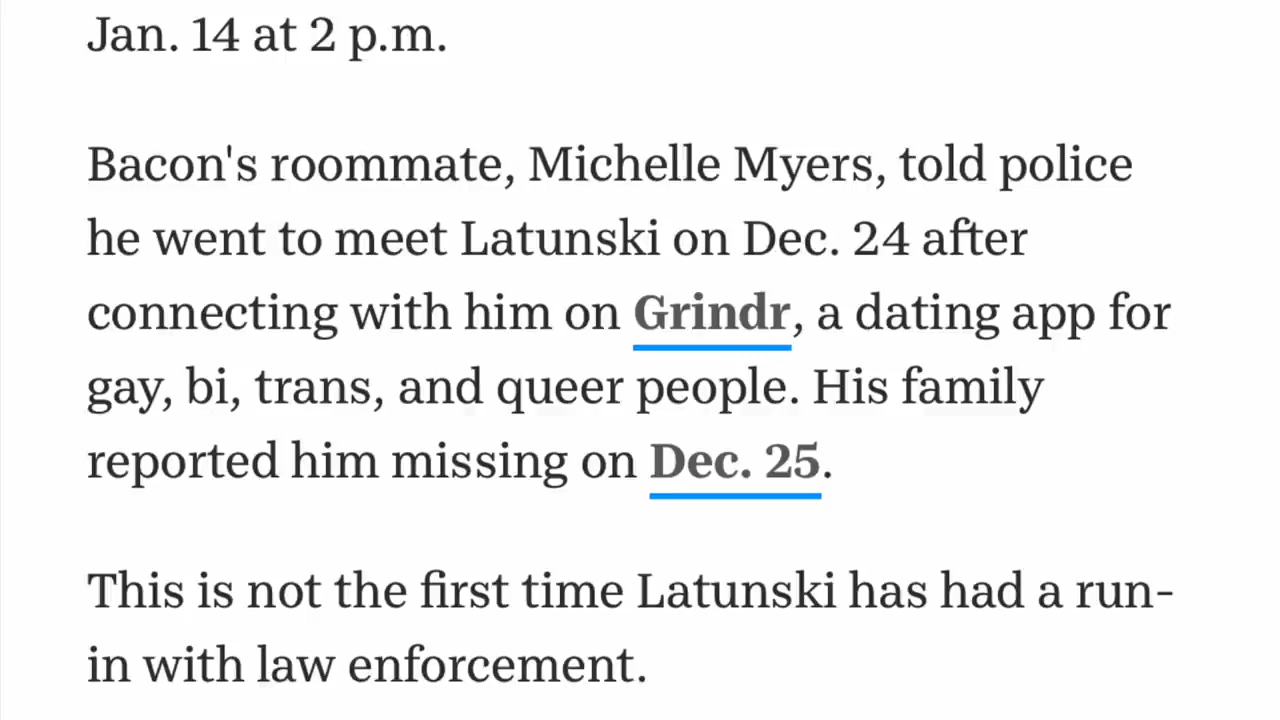 Jan. 14 at 2 p.m.
Bacon's roommate, Michelle Myers, told police
he went to meet Latunski on Dec. 24 after
connecting with him on Grindr, a dating app for
gay, bi, trans, and queer people. His family
reported him missing on Dec. 25.
This is not the first time Latunski has had a run-
in with law enforcement.